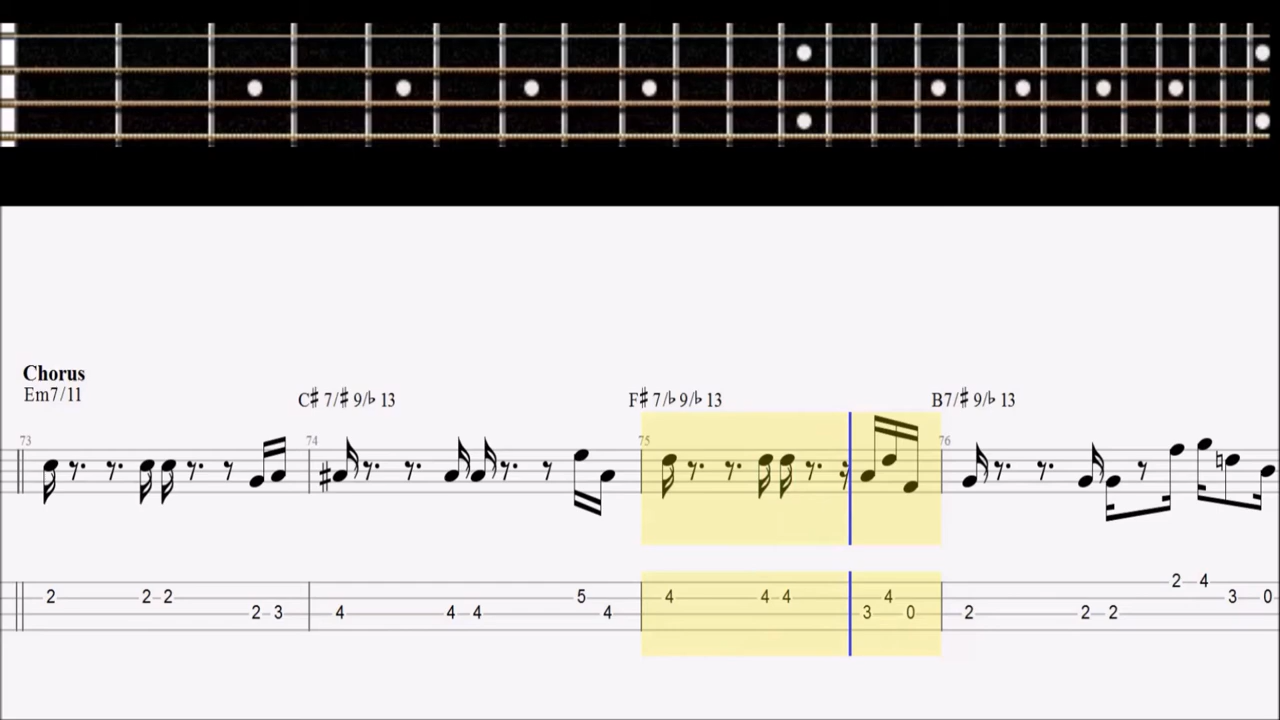 Chorus
Em7/11
C♯ 7/♯ 9/♭ 13
F♯ 7/♭ 9/♭ 13
B7/♯ 9/♭ 13
73 74 75 76
2 4
2 2 2 5 4 4 4 4 3 0
2 3 4 4 4 4 3 0 2 2 2